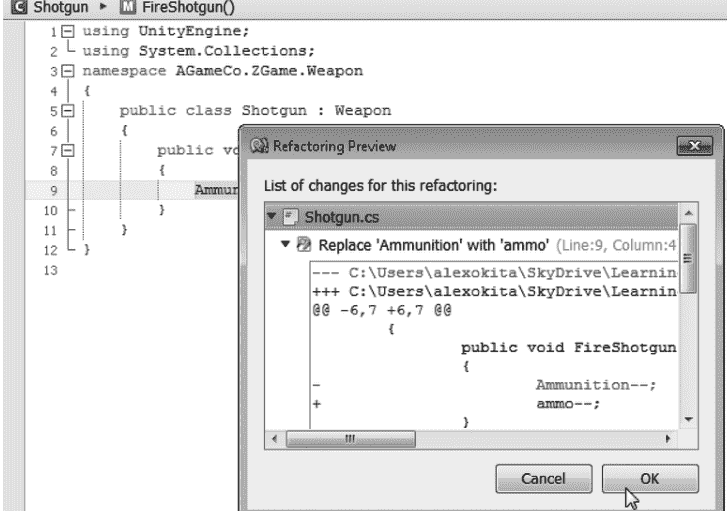 Shotgun ▸ M FireShotgun()
1 using UnityEngine;
2 using System.Collections;
3 namespace AGameCo.ZGame.Weapon
4 {
5 public class Shotgun : Weapon
6 {
7 public vo
8 {
9 Ammun
10 }
11 }
12 }
13
Refactoring Preview
List of changes for this refactoring:
Shotgun.cs
Replace 'Ammunition' with 'ammo' (Line:9, Column:4
--- C:\Users\alexokita\SkyDrive\Learnin
+++ C:\Users\alexokita\SkyDrive\Learnin
@@ -6,7 +6,7 @@
{
public void FireShotgun
{
- Ammunition--;
+ ammo--;
}
Cancel OK